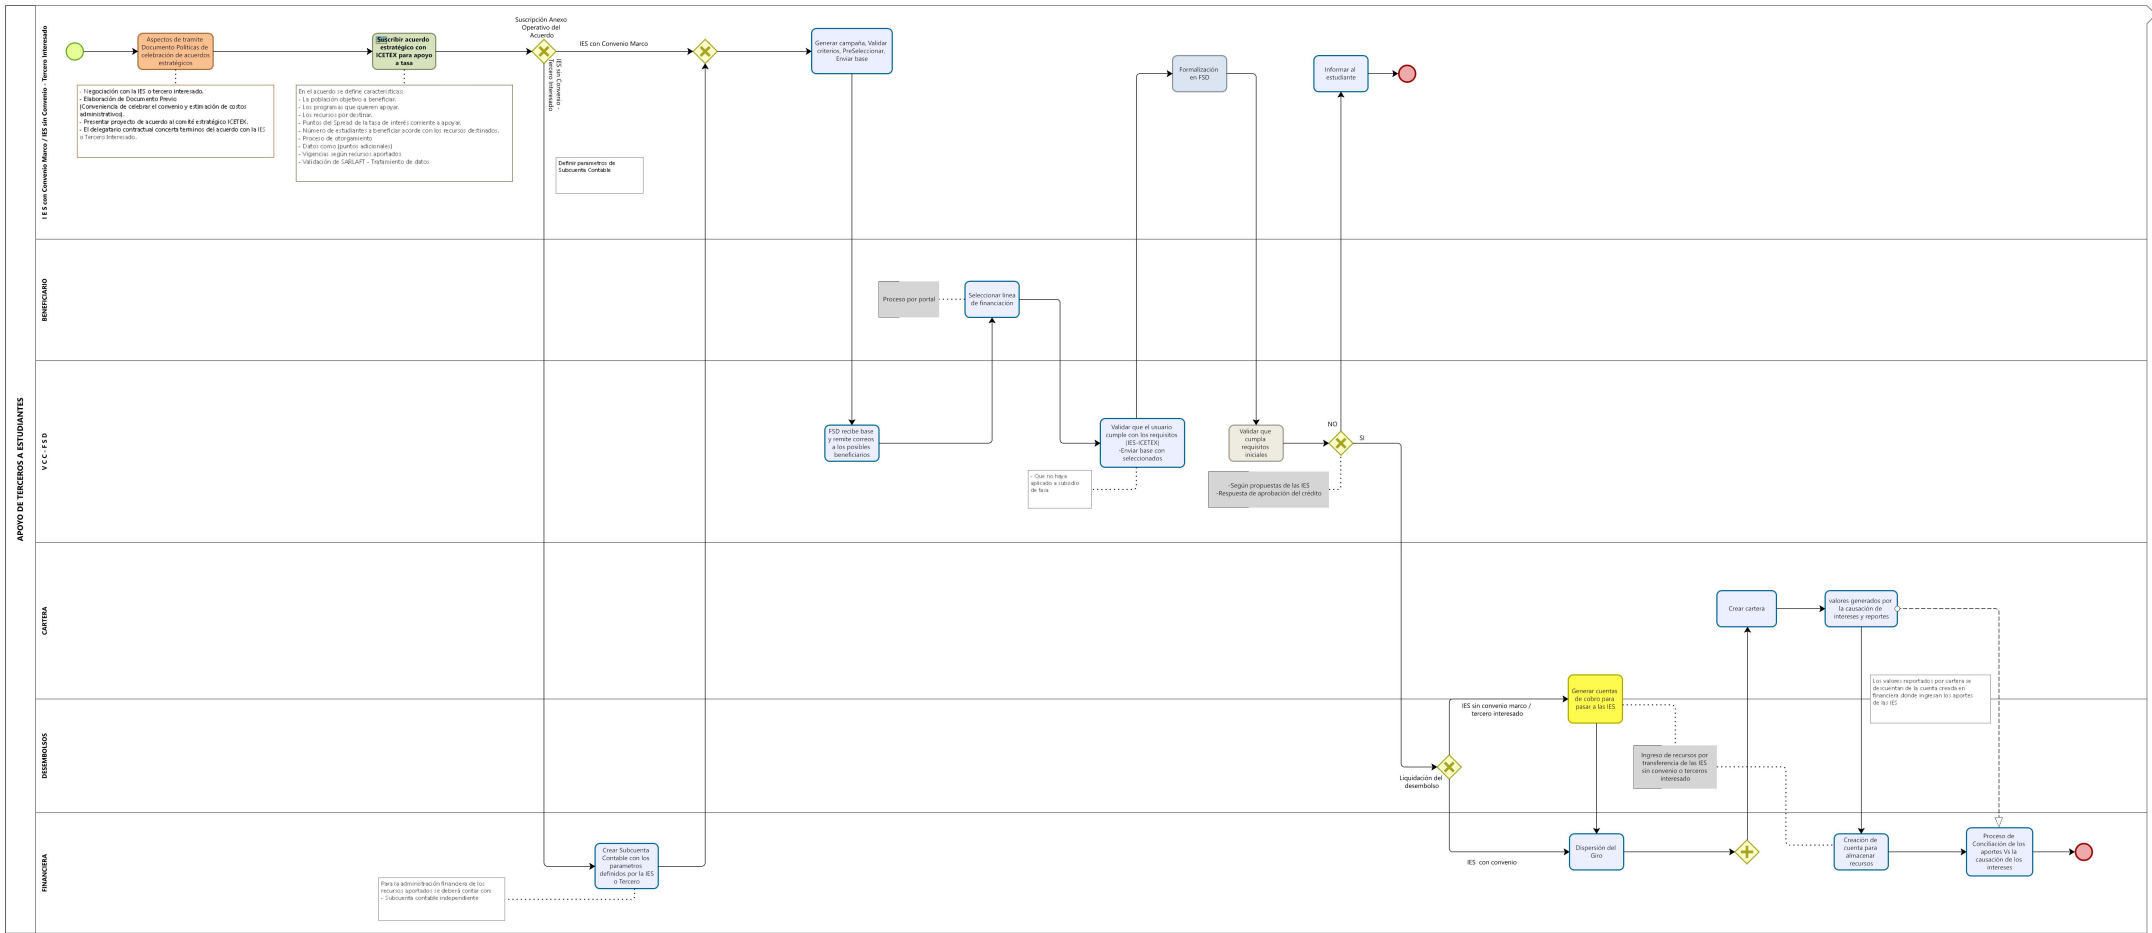 APOYO DE TERCEROS A ESTUDIANTES
I E S con Convenio Marco / IES sin Convenio - Tercero Interesado
Aspectos de tramite
Documento Políticas de
celebración de acuerdos
estratégicos
- Negociación con la IES o tercero interesado.
- Elaboración de Documento Previo
(Conveniencia de celebrar el convenio y estimación de costos
administrativos).
- Presentar proyecto de acuerdo al comité estratégico ICETEX.
- El delegatario contractual concerta terminos del acuerdo con la IES
o Tercero Interesado.
Suscribir acuerdo
estratégico con
ICETEX para apoyo
a tasa
En el acuerdo se define características:
- La población objetivo a beneficiar.
- Los programas que quieren apoyar.
- Los recursos por destinar.
- Puntos del Spread de la tasa de interés corriente a apoyar.
- Número de estudiantes a beneficiar acorde con los recursos destinados.
- Proceso de otorgamiento
- Datos como (puntos adicionales)
- Vigencias según recursos aportados
- Validación de SARLAFT - Tratamiento de datos
Suscripción Anexo
Operativo del
Acuerdo
IES con Convenio Marco
IES sin Convenio -
Tercero Interesado
Definir parametros de
Subcuenta Contable
Generar campaña, Validar
criterios, PreSeleccionar,
Enviar base
Formalización
en FSD
Informar al
estudiante
BENEFICIARIO
Proceso por portal
Seleccionar linea
de financiación
V C C - F S D
FSD recibe base
y remite correos
a los posibles
beneficiarios
Validar que el usuario
cumple con los requisitos
(IES-ICETEX)
-Enviar base con
seleccionados
- Que no haya
aplicado a subsidio
de tasa
Validar que
cumpla
requisitos
iniciales
NO
SI
-Según propuestas de las IES
-Respuesta de aprobación del crédito
CARTERA
Crear cartera
valores generados por
la causación de
intereses y reportes
Los valores reportados por cartera se
descuentan de la cuenta creada en
financiera donde ingresan los aportes
de las IES
DESEMBOLSOS
Generar cuentas
de cobro para
pasar a las IES
IES sin convenio marco /
tercero interesado
Liquidación del
desembolso
Ingreso de recursos por
transferencia de las IES
sin convenio o terceros
interesado
FINANCIERA
Crear Subcuenta
Contable con los
parametros
definidos por la IES
o Tercero
Para la administración financiera de los
recursos aportados se deberá contar con:
- Subcuenta contable independiente
IES con convenio
Dispersión del
Giro
Creación de
cuenta para
almacenar
recursos
Proceso de
Conciliación de los
aportes Vs la
causación de los
intereses